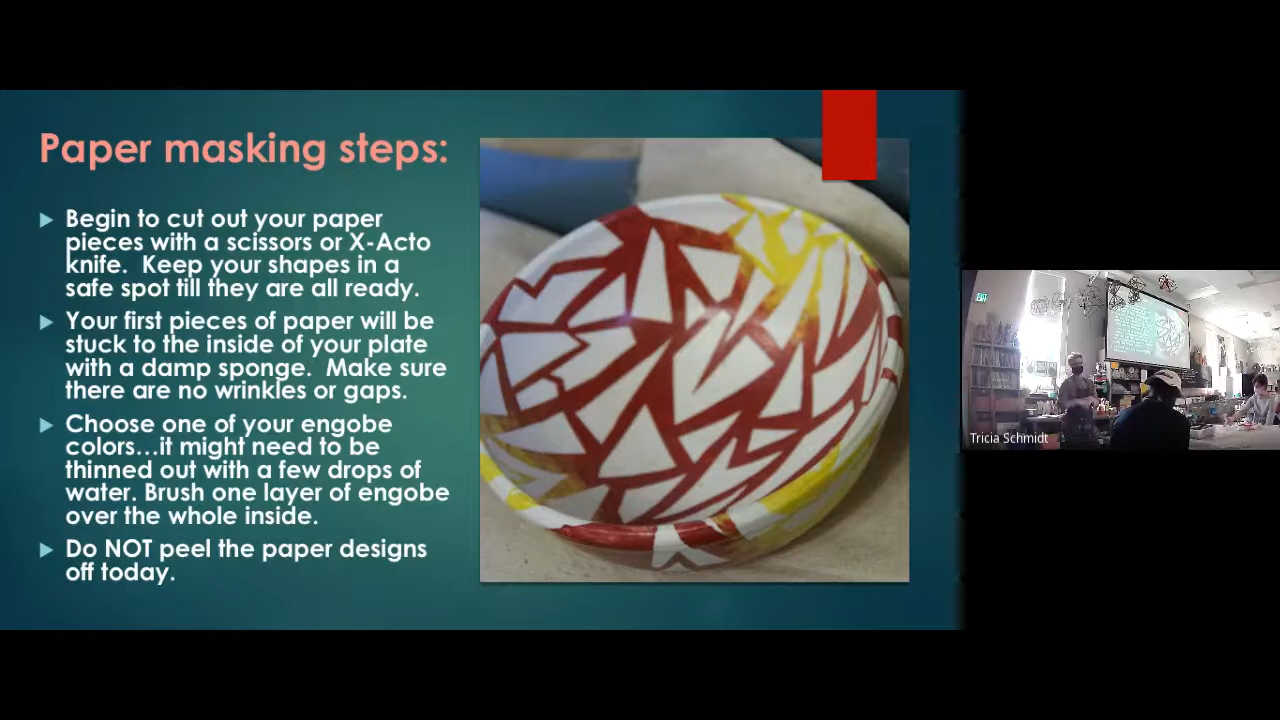 Paper masking steps:
Begin to cut out your paper
pieces with a scissors or X-Acto
knife.  Keep your shapes in a
safe spot till they are all ready.
Your first pieces of paper will be
stuck to the inside of your plate
with a damp sponge.  Make sure
there are no wrinkles or gaps.
Choose one of your engobe
colors...it might need to be
thinned out with a few drops of
water. Brush one layer of engobe
over the whole inside.
Do NOT peel the paper designs
off today.
EXIT
Tricia Schmidt